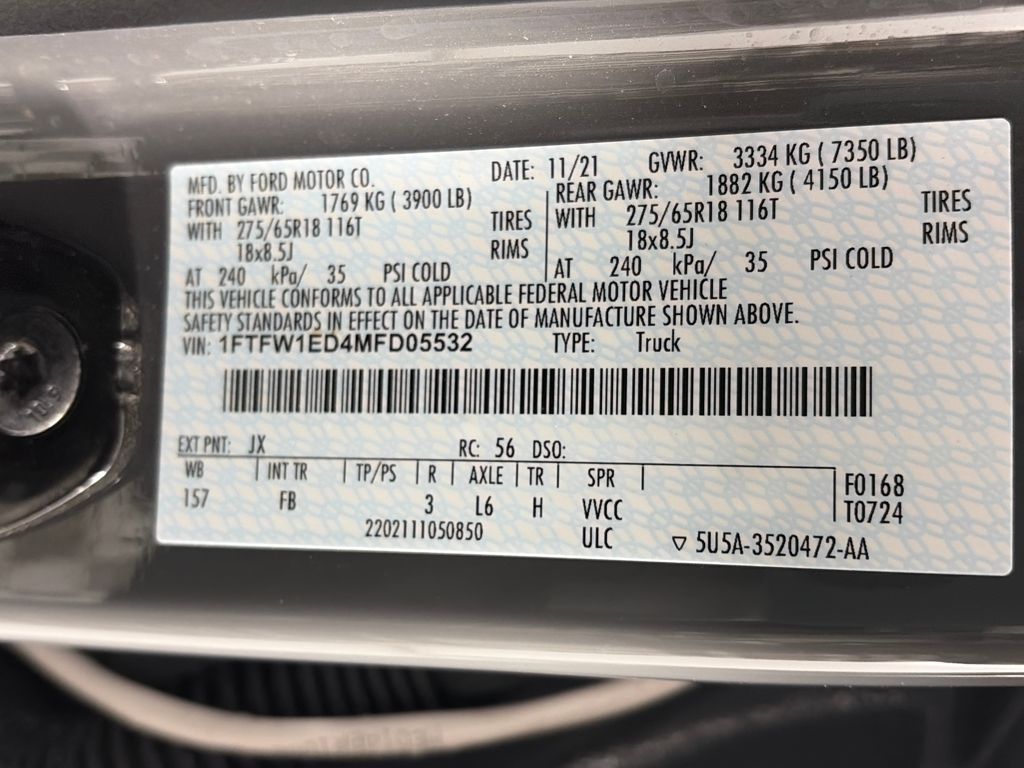 MFD. BY FORD MOTOR CO. DATE: 11/21 GVWR: 3334 KG ( 7350 LB)
FRONT GAWR: 1769 KG ( 3900 LB) REAR GAWR: 1882 KG ( 4150 LB)
WITH 275/65R18 116T TIRES WITH 275/65R18 116T TIRES
18x8.5J RIMS 18x8.5J RIMS
AT 240 kPa/ 35 PSI COLD AT 240 kPa/ 35 PSI COLD
THIS VEHICLE CONFORMS TO ALL APPLICABLE FEDERAL MOTOR VEHICLE
SAFETY STANDARDS IN EFFECT ON THE DATE OF MANUFACTURE SHOWN ABOVE.
VIN: 1FTFW1ED4MFD05532 TYPE: Truck
EXT PNT: JX RC: 56 DSO:
WB INT TR TP/PS R AXLE TR SPR
157 FB 3 L6 H VVCC
F0168
T0724
2202111050850 ULC ▽ 5U5A-3520472-AA